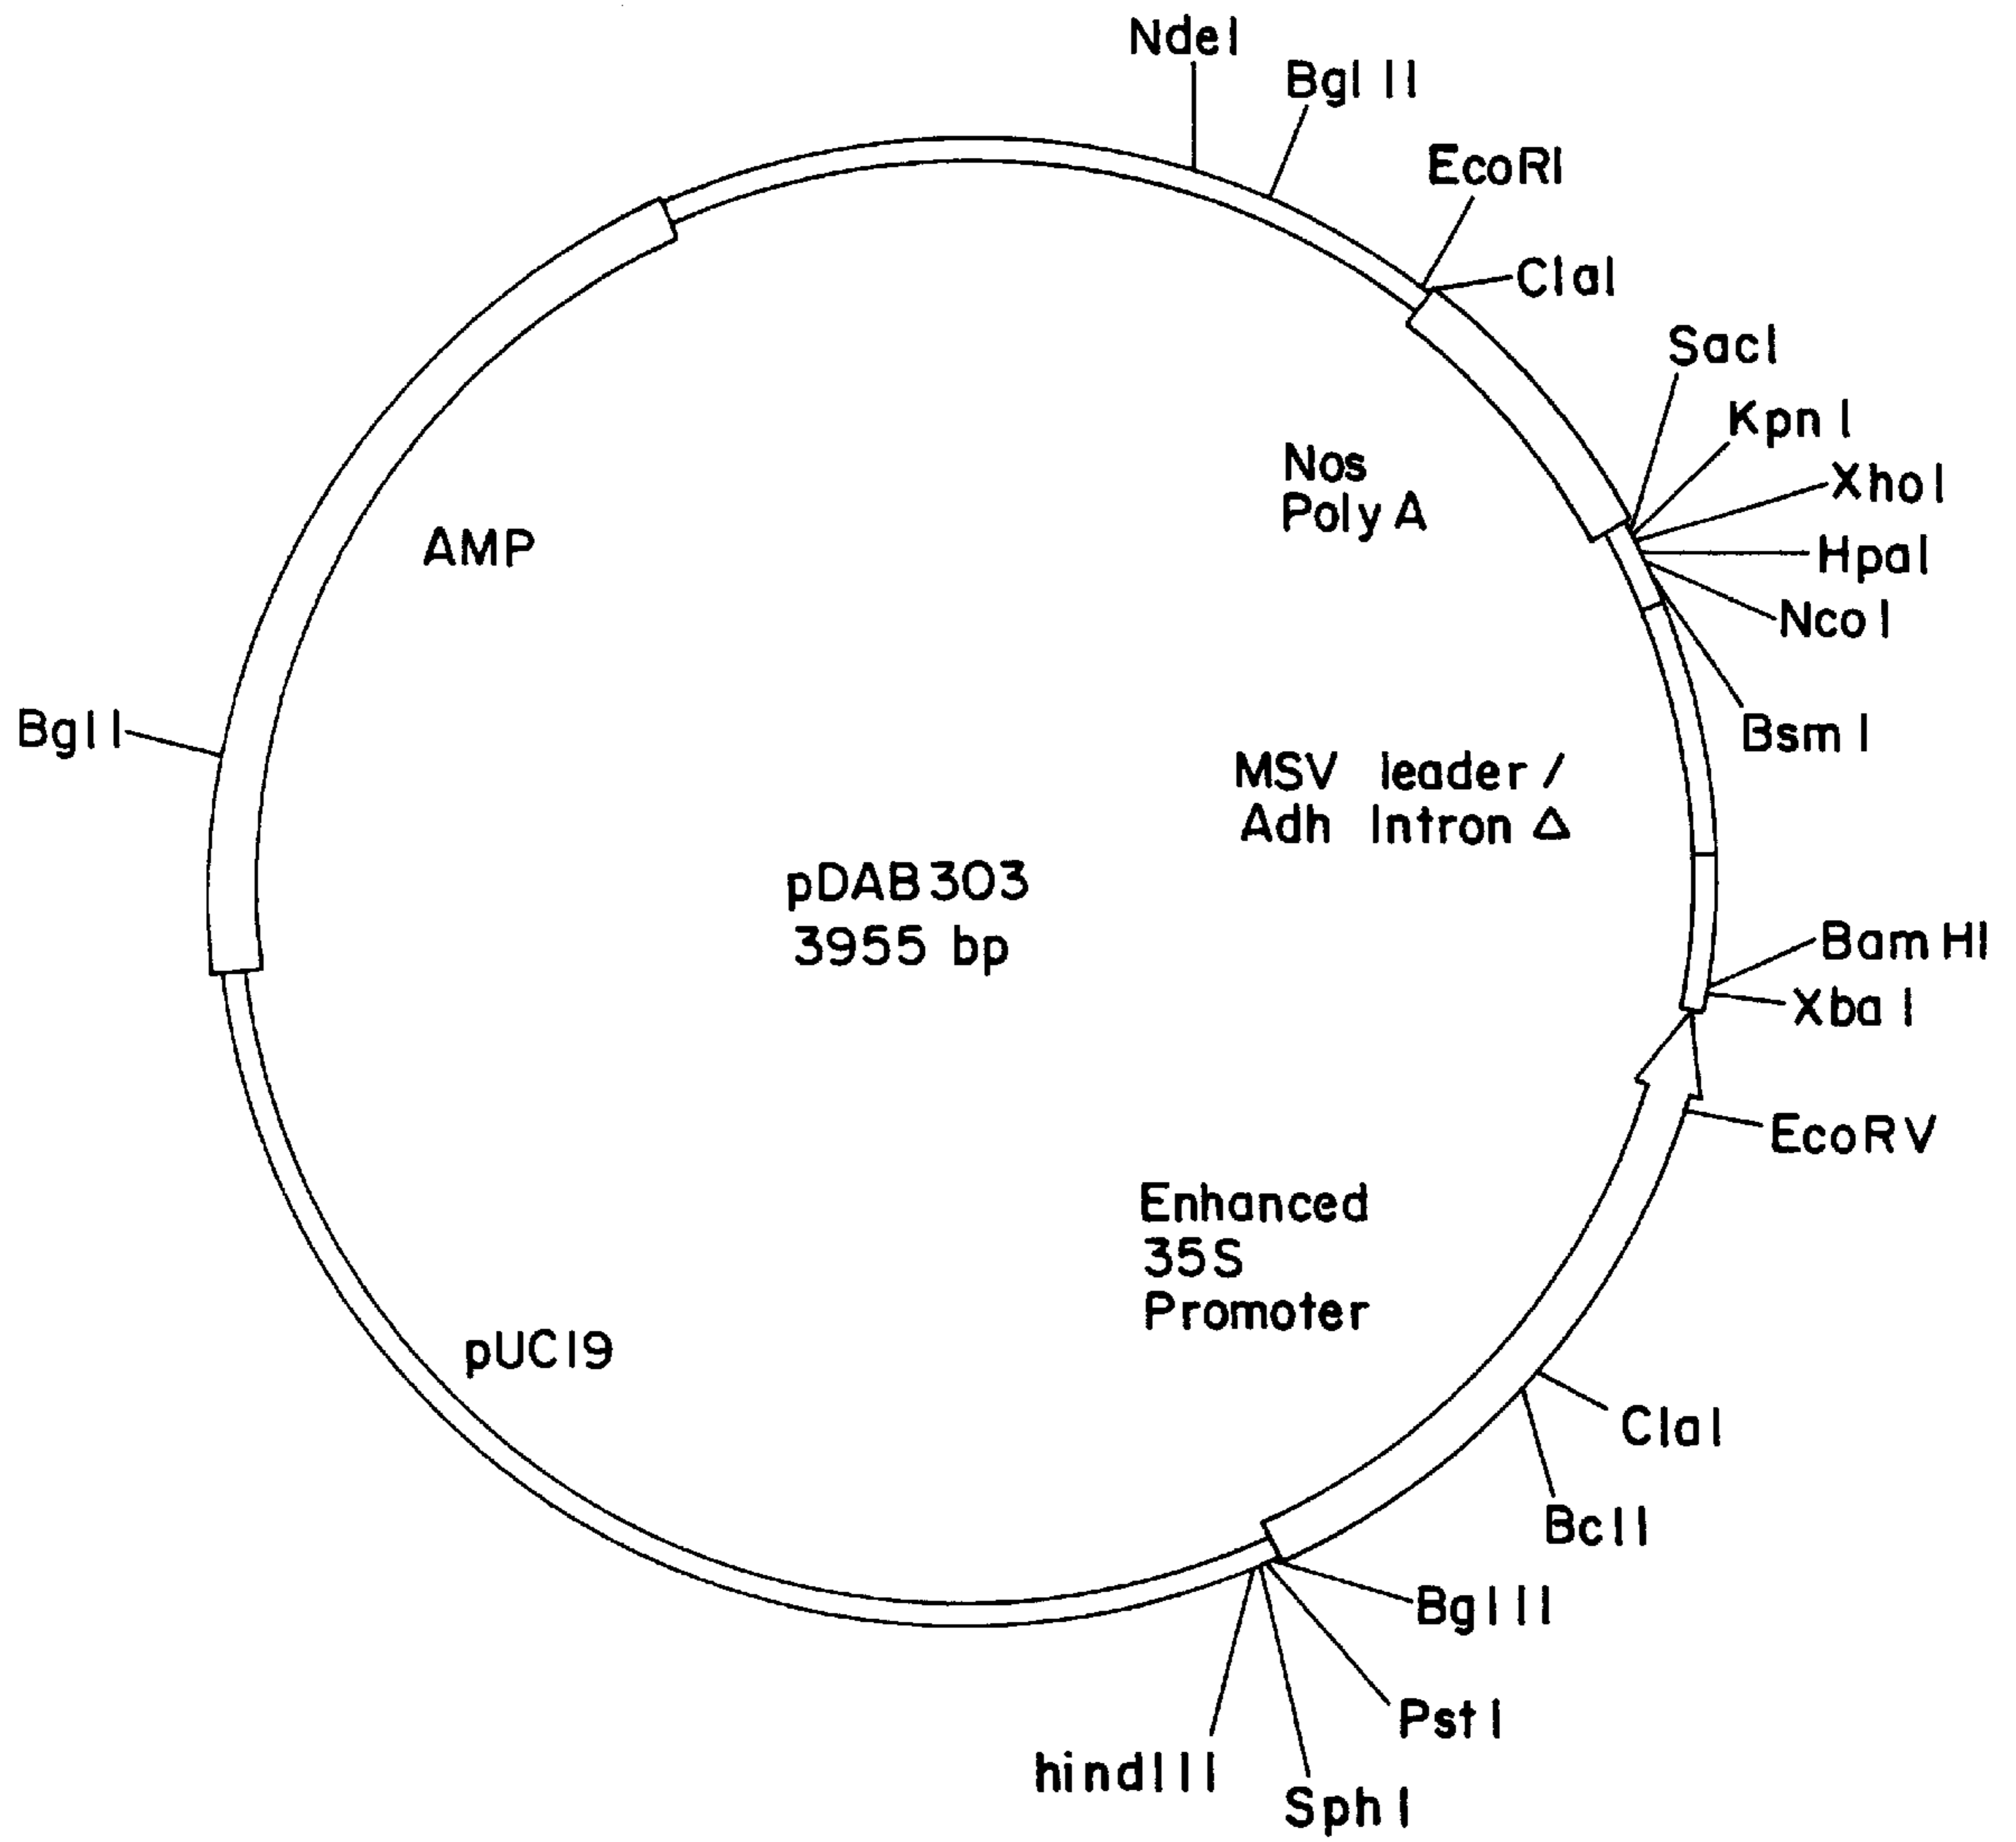 NdeI
Bgl II
EcoRI
ClaI
SacI
Kpn I
XhoI
HpaI
Nco I
Bsm I
Nos
Poly A
AMP
BglI
MSV leader /
Adh Intron Δ
pDAB303
3955 bp
Bam HI
Xba I
EcoRV
Enhanced
35S
Promoter
pUC19
ClaI
BclI
BglII
PstI
hindIII
Sph I